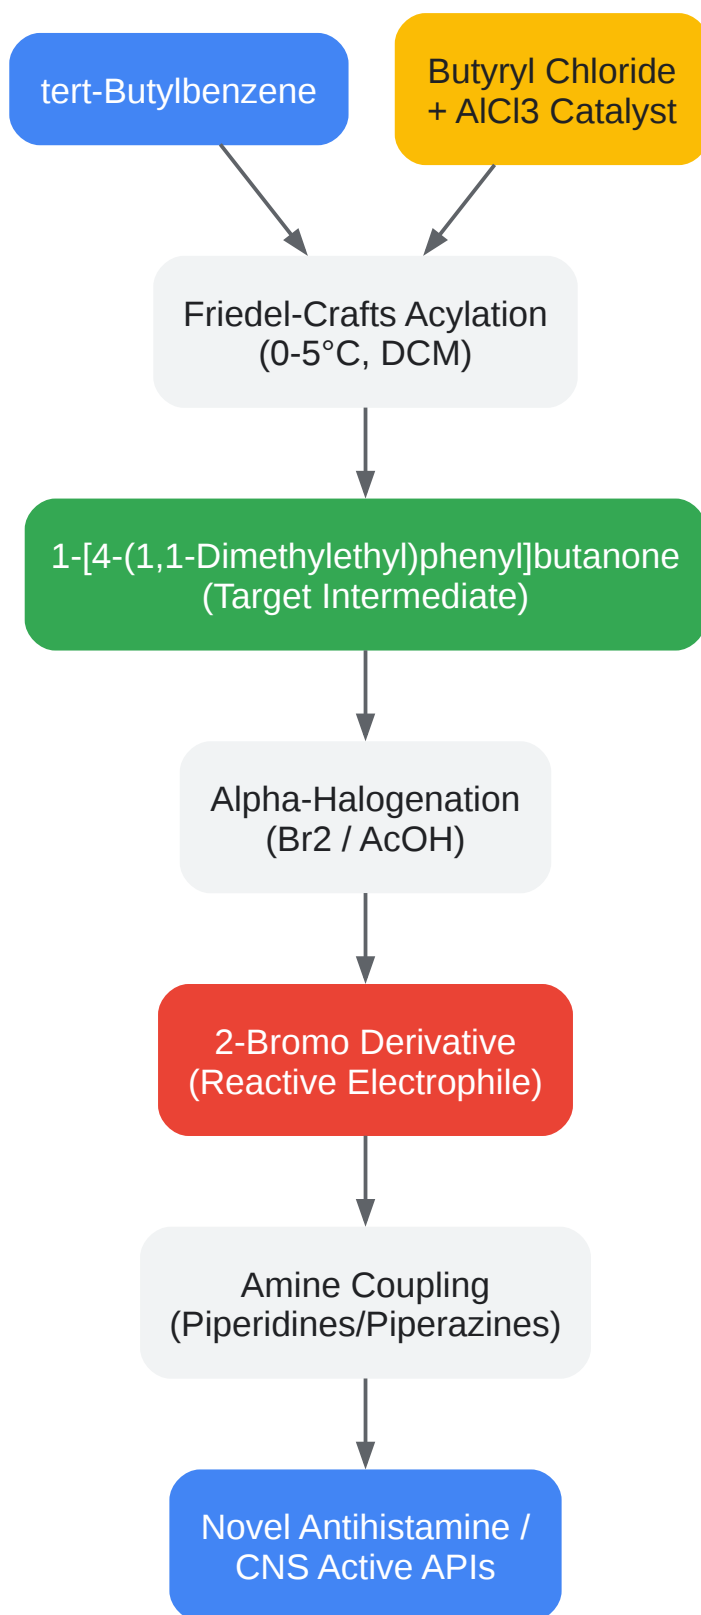 tert-Butylbenzene
Butyryl Chloride
+ AlCl3 Catalyst
Friedel-Crafts Acylation
(0-5°C, DCM)
1-[4-(1,1-Dimethylethyl)phenyl]butanone
(Target Intermediate)
Alpha-Halogenation
(Br2 / AcOH)
2-Bromo Derivative
(Reactive Electrophile)
Amine Coupling
(Piperidines/Piperazines)
Novel Antihistamine /
CNS Active APIs